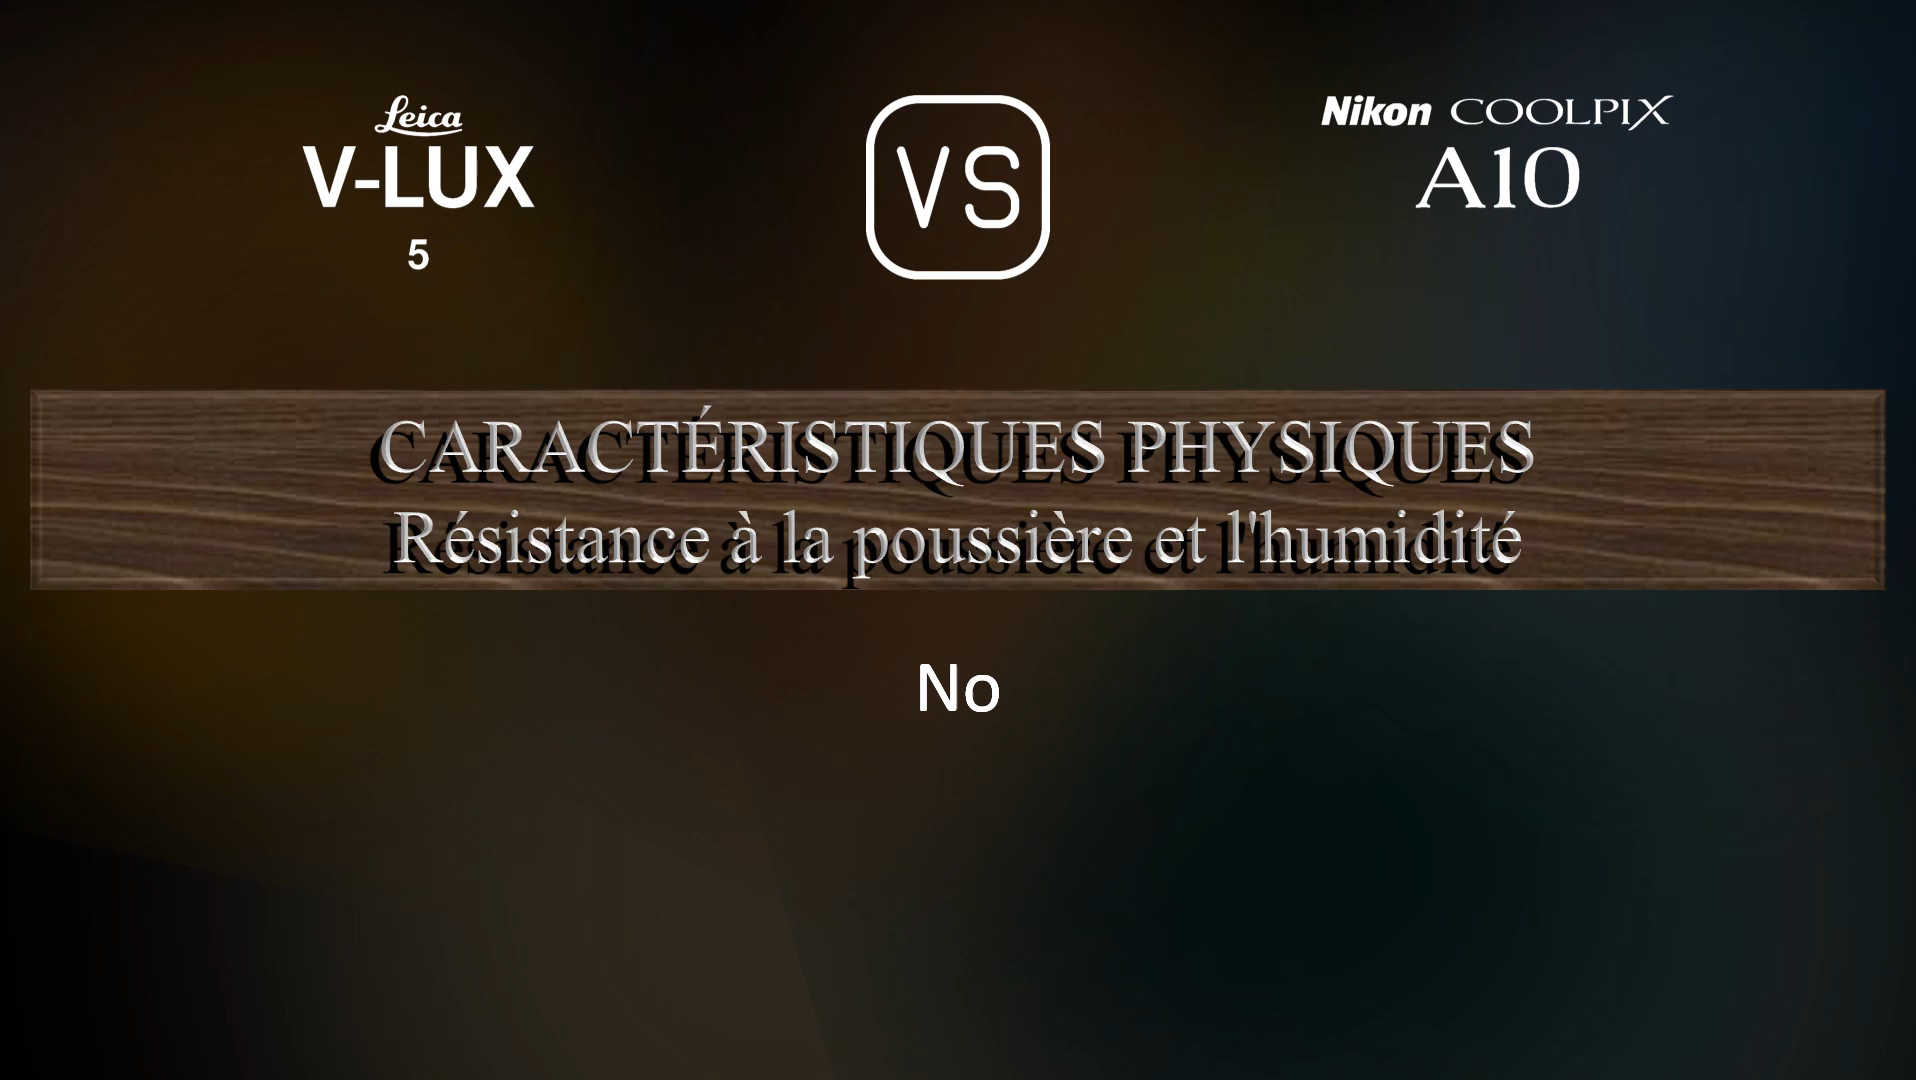 Leica
V-LUX
5
VS
Nikon COOLPIX
A10
CARACTÉRISTIQUES PHYSIQUES
Résistance à la poussière et l'humidité
No